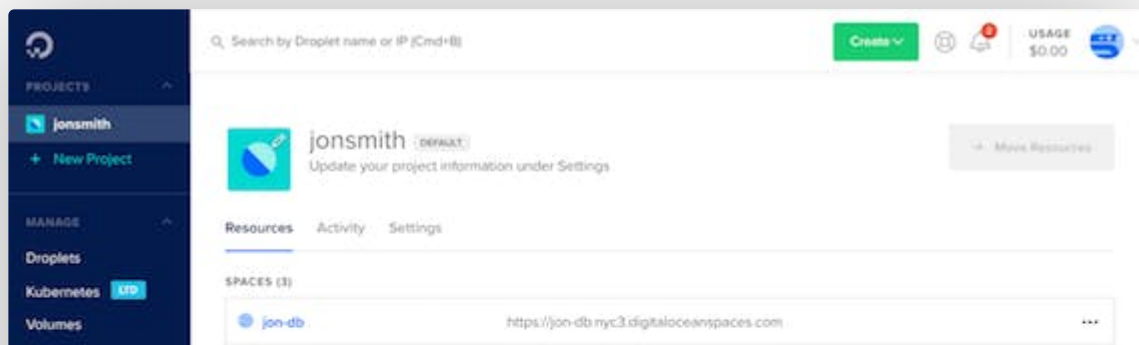 Search by Droplet name or IP (Cmd+B)
Create
USAGE
$0.00
PROJECTS
jonsmith
+ New Project
MANAGE
Droplets
Kubernetes LTD
Volumes
jonsmith DEFAULT
Update your project information under Settings
Move Resources
Resources Activity Settings
SPACES (3)
jon-db https://jon-db.nyc3.digitaloceanspaces.com